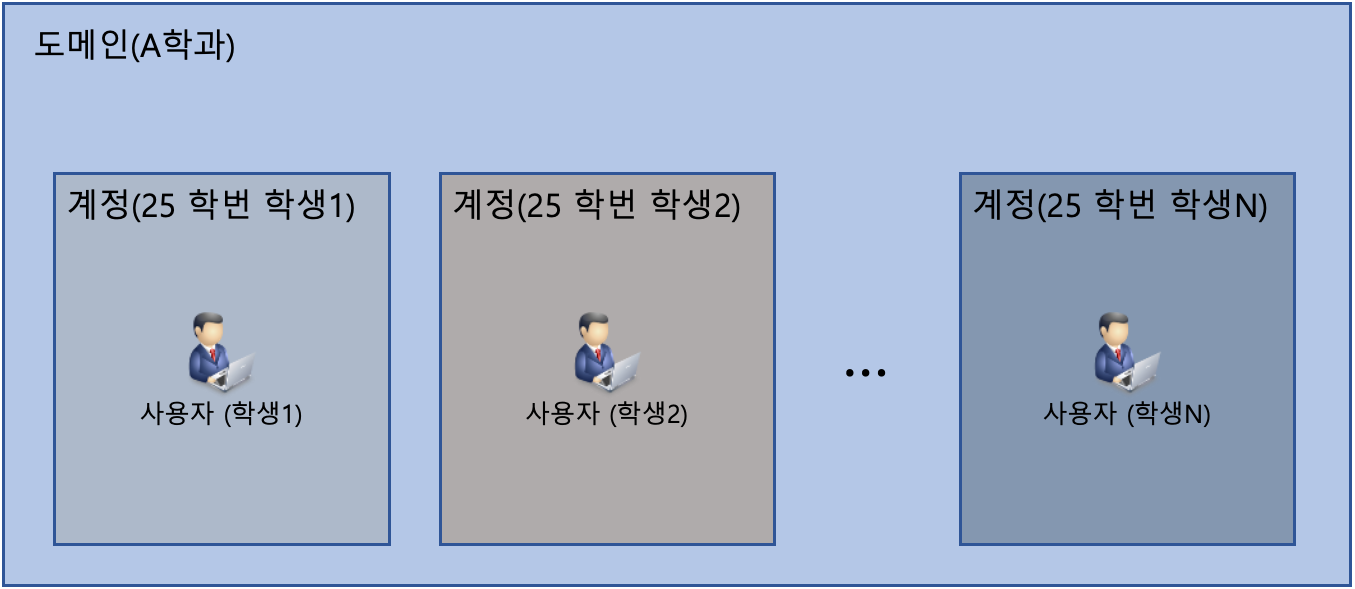 도메인(A학과)
계정(25 학번 학생1)
계정(25 학번 학생2)
계정(25 학번 학생N)
...
사용자 (학생1)
사용자 (학생2)
사용자 (학생N)